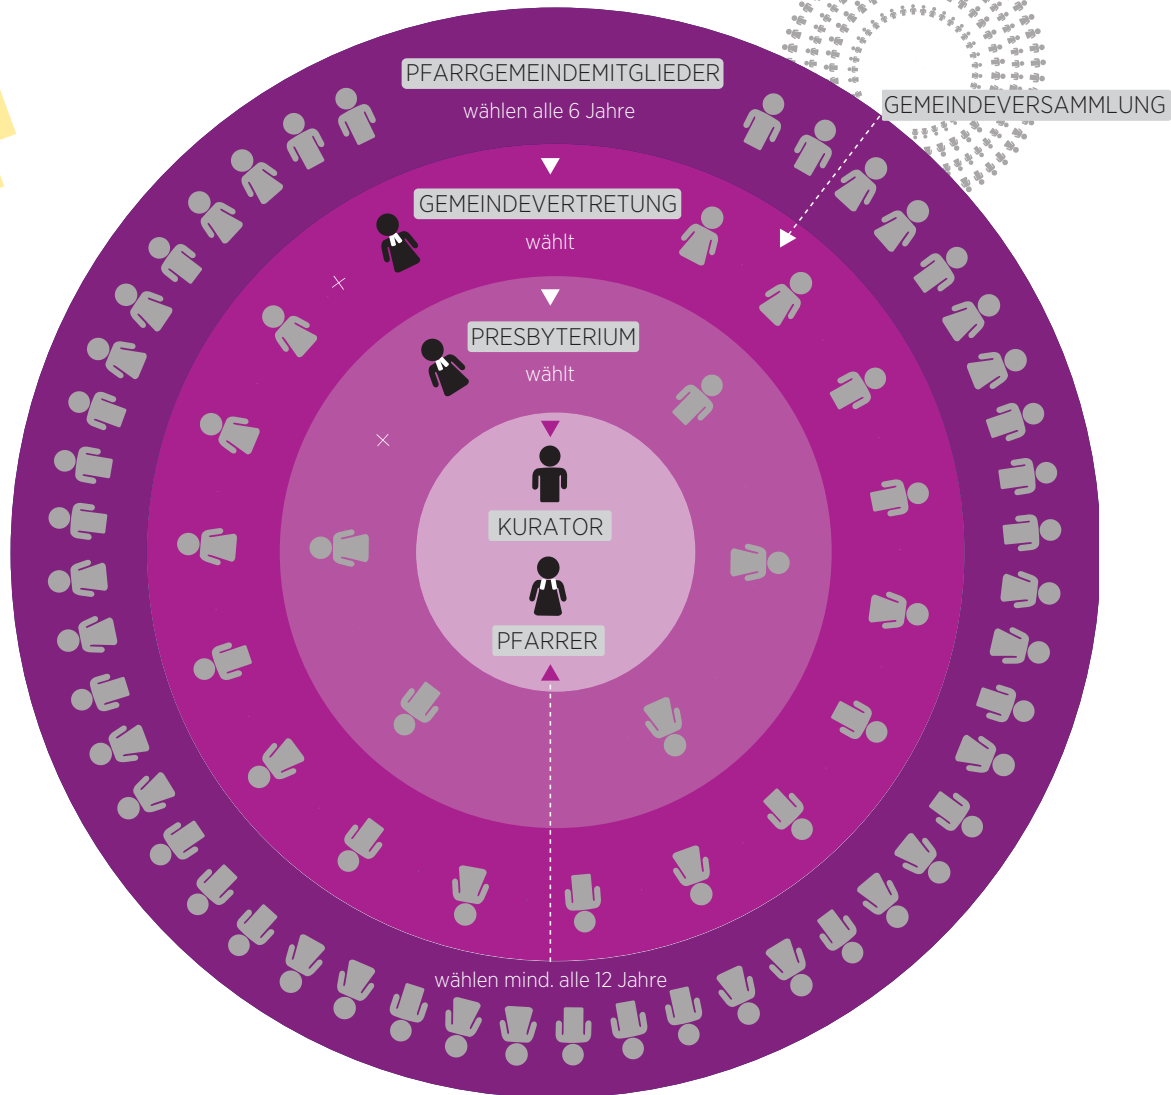 PFARRGEMEINDEMITGLIEDER
wählen alle 6 Jahre
GEMEINDEVERSAMMLUNG
GEMEINDEVERTRETUNG
wählt
PRESBYTERIUM
wählt
KURATOR
PFARRER
wählen mind. alle 12 Jahre